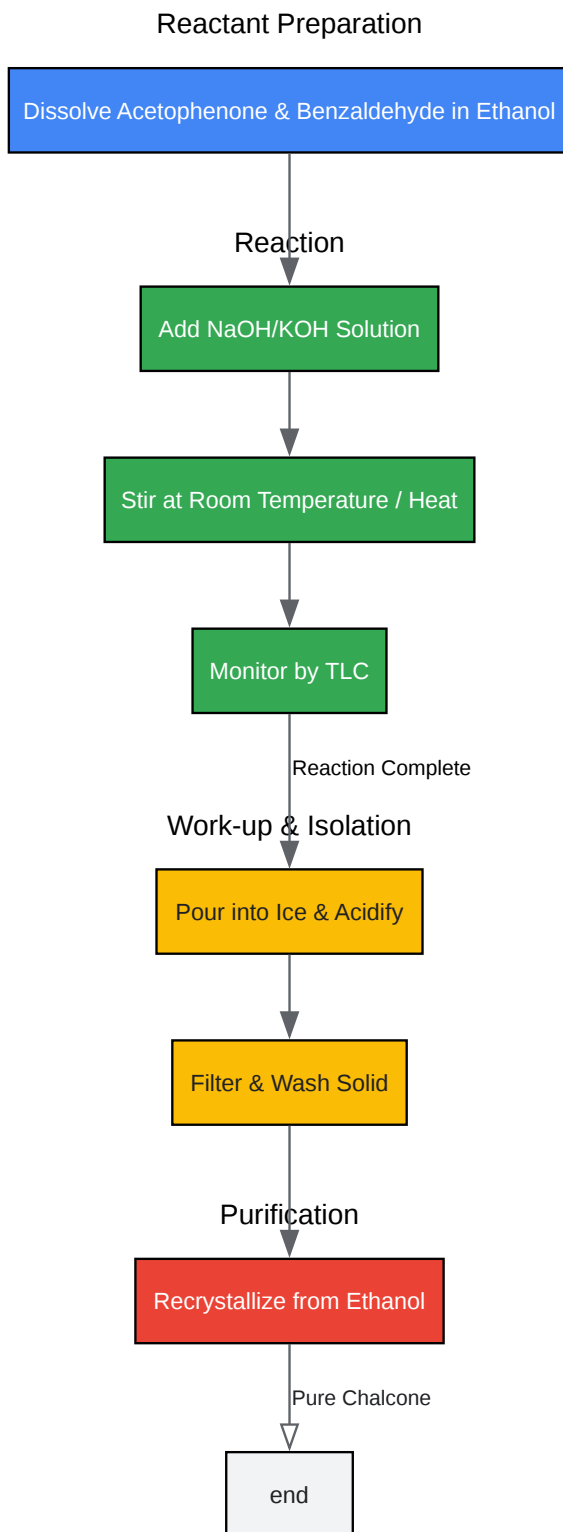 Reactant Preparation
Dissolve Acetophenone & Benzaldehyde in Ethanol
Reaction
Add NaOH/KOH Solution
Stir at Room Temperature / Heat
Monitor by TLC
Reaction Complete
Work-up & Isolation
Pour into Ice & Acidify
Filter & Wash Solid
Purification
Recrystallize from Ethanol
Pure Chalcone
end